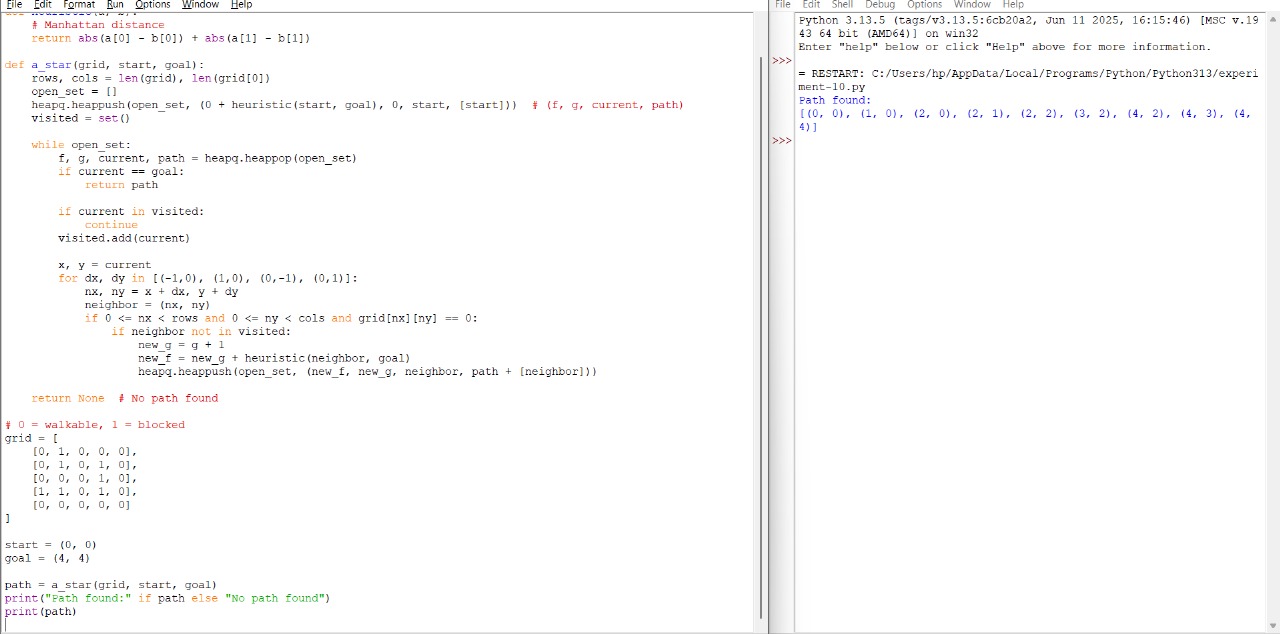 File Edit Format Run Options Window Help
    # Manhattan distance
    return abs(a[0] - b[0]) + abs(a[1] - b[1])

def a_star(grid, start, goal):
    rows, cols = len(grid), len(grid[0])
    open_set = []
    heapq.heappush(open_set, (0 + heuristic(start, goal), 0, start, [start]))  # (f, g, current, path)
    visited = set()

    while open_set:
        f, g, current, path = heapq.heappop(open_set)
        if current == goal:
            return path

        if current in visited:
            continue
        visited.add(current)

        x, y = current
        for dx, dy in [(-1,0), (1,0), (0,-1), (0,1)]:
            nx, ny = x + dx, y + dy
            neighbor = (nx, ny)
            if 0 <= nx < rows and 0 <= ny < cols and grid[nx][ny] == 0:
                if neighbor not in visited:
                    new_g = g + 1
                    new_f = new_g + heuristic(neighbor, goal)
                    heapq.heappush(open_set, (new_f, new_g, neighbor, path + [neighbor]))

    return None  # No path found

# 0 = walkable, 1 = blocked
grid = [
    [0, 1, 0, 0, 0],
    [0, 1, 0, 1, 0],
    [0, 0, 0, 1, 0],
    [1, 1, 0, 1, 0],
    [0, 0, 0, 0, 0]
]

start = (0, 0)
goal = (4, 4)

path = a_star(grid, start, goal)
print("Path found:" if path else "No path found")
print(path)
File Edit Shell Debug Options Window Help
Python 3.13.5 (tags/v3.13.5:6cb20a2, Jun 11 2025, 16:15:46) [MSC v.19
43 64 bit (AMD64)] on win32
Enter "help" below or click "Help" above for more information.
>>>
= RESTART: C:/Users/hp/AppData/Local/Programs/Python/Python313/experi
ment-10.py
Path found:
[(0, 0), (1, 0), (2, 0), (2, 1), (2, 2), (3, 2), (4, 2), (4, 3), (4,
4)]
>>>